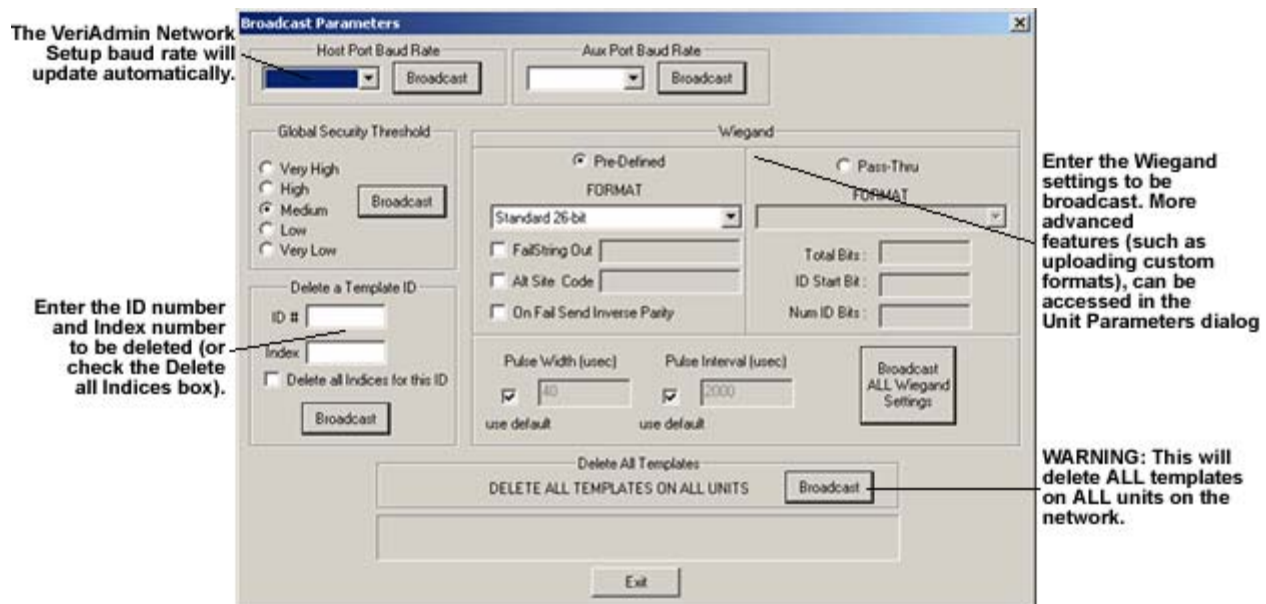 The VeriAdmin Network
Setup baud rate will
update automatically.
Broadcast Parameters
Host Port Baud Rate
Broadcast
Aux Port Baud Rate
Broadcast
Global Security Threshold
Very High
High
Medium
Low
Very Low
Broadcast
Wiegand
Pre-Defined
FORMAT
Standard 26-bit
FailString Out
Alt Site Code
On Fail Send Inverse Parity
Pass-Thru
FORMAT
Total Bits :
ID Start Bit :
Num ID Bits :
Enter the Wiegand
settings to be
broadcast. More
advanced
features (such as
uploading custom
formats), can be
accessed in the
Unit Parameters dialog
Enter the ID number
and Index number
to be deleted (or
check the Delete
all Indices box).
Delete a Template ID
ID #
Index
Delete all Indices for this ID
Broadcast
Pulse Width (usec)
40
use default
Pulse Interval (usec)
2000
use default
Broadcast
ALL Wiegand
Settings
Delete All Templates
DELETE ALL TEMPLATES ON ALL UNITS
Broadcast
WARNING: This will
delete ALL templates
on ALL units on the
network.
Exit